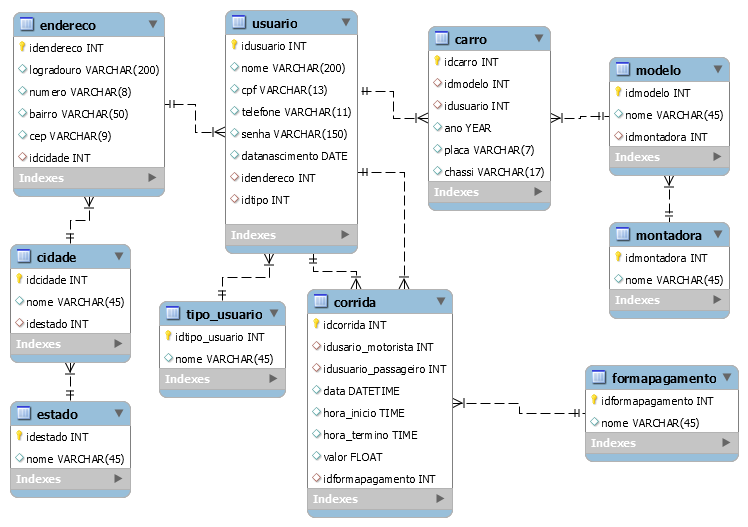 endereco
idendereco INT
logradouro VARCHAR(200)
numero VARCHAR(8)
bairro VARCHAR(50)
cep VARCHAR(9)
idcidade INT
Indexes
usuario
idusuario INT
nome VARCHAR(200)
cpf VARCHAR(13)
telefone VARCHAR(11)
senha VARCHAR(150)
datanascimento DATE
idendereco INT
idtipo INT
Indexes
carro
idcarro INT
idmodelo INT
idusuario INT
ano YEAR
placa VARCHAR(7)
chassi VARCHAR(17)
Indexes
modelo
idmodelo INT
nome VARCHAR(45)
idmontadora INT
Indexes
montadora
idmontadora INT
nome VARCHAR(45)
Indexes
cidade
idcidade INT
nome VARCHAR(45)
idestado INT
Indexes
tipo_usuario
idtipo_usuario INT
nome VARCHAR(45)
Indexes
corrida
idcorrida INT
idusario_motorista INT
idusuario_passageiro INT
data DATETIME
hora_inicio TIME
hora_termino TIME
valor FLOAT
idformapagamento INT
Indexes
formapagamento
idformapagamento INT
nome VARCHAR(45)
Indexes
estado
idestado INT
nome VARCHAR(45)
Indexes